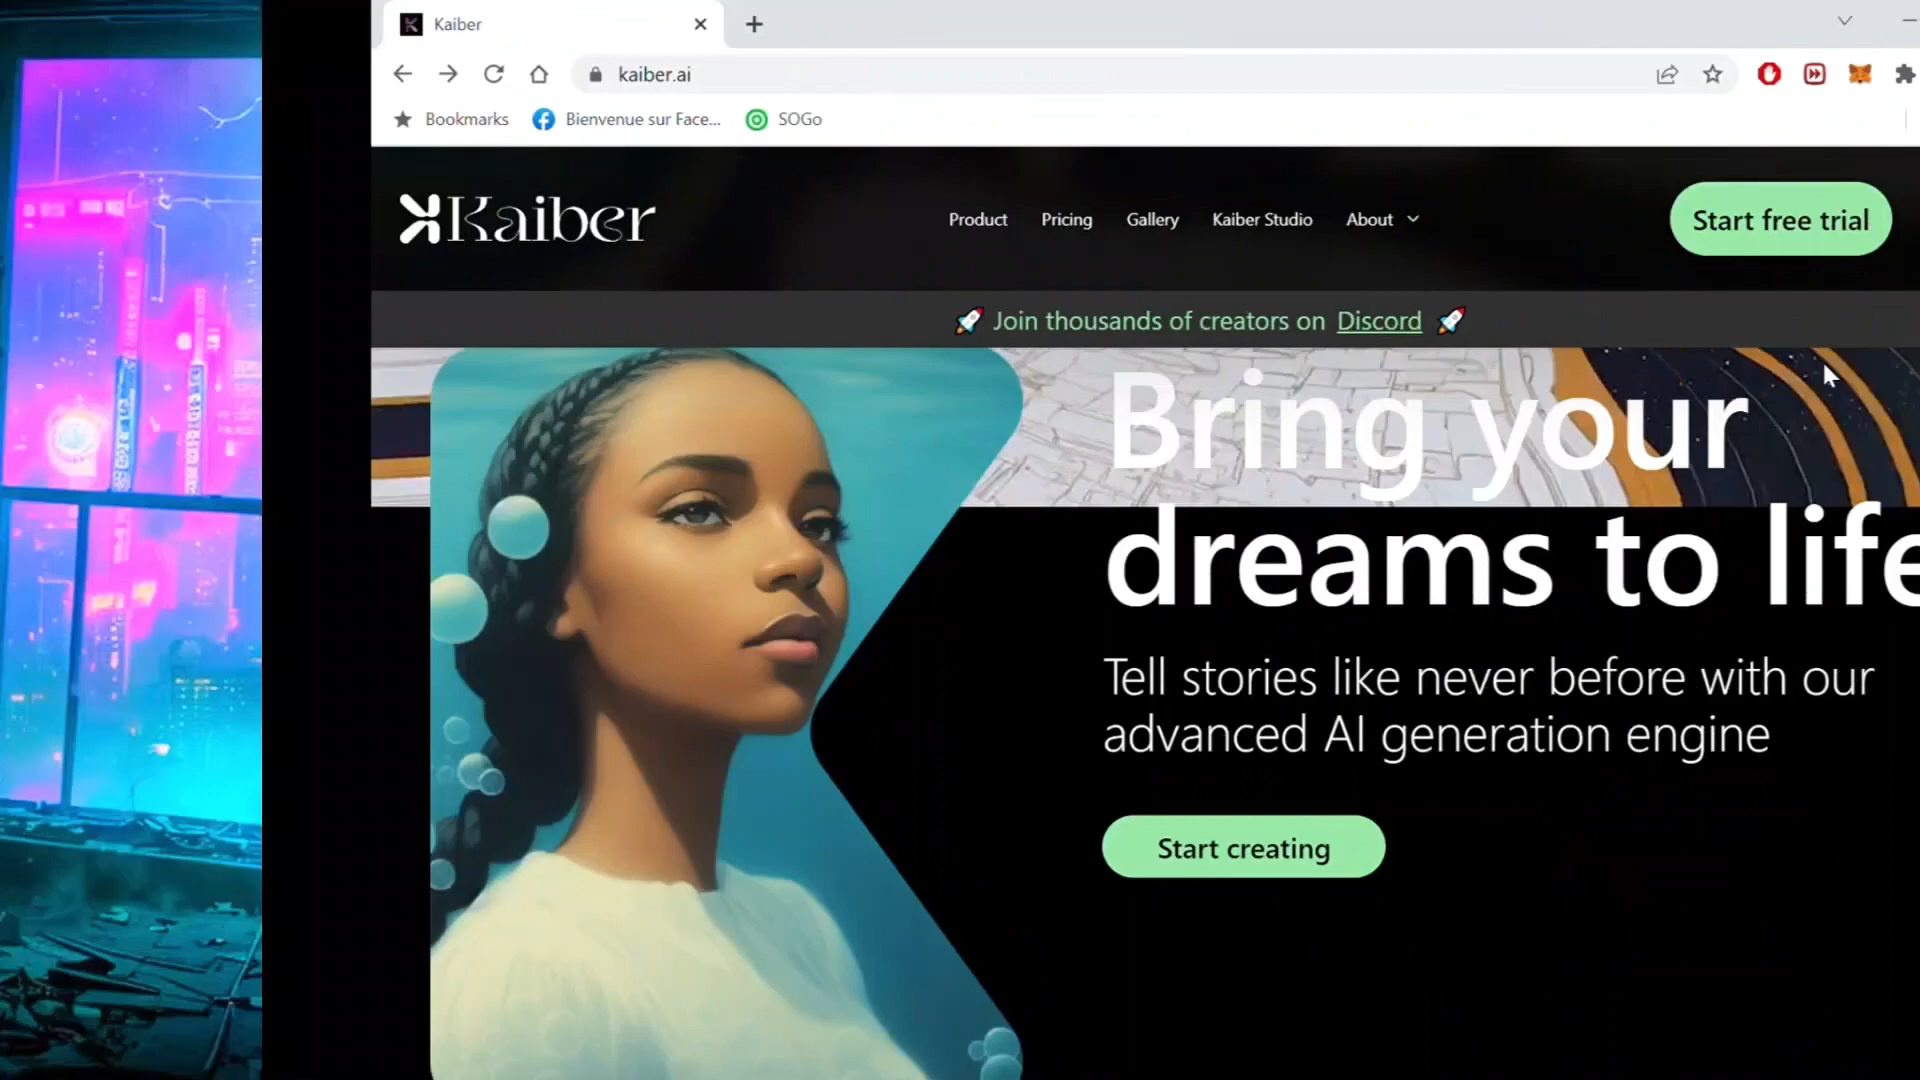 Kaiber
kaiber.ai
Bookmarks
Bienvenue sur Face...
SOGo
Kaiber
Product
Pricing
Gallery
Kaiber Studio
About
Start free trial
🚀 Join thousands of creators on Discord 🚀
Bring your
dreams to life
Tell stories like never before with our
advanced AI generation engine
Start creating